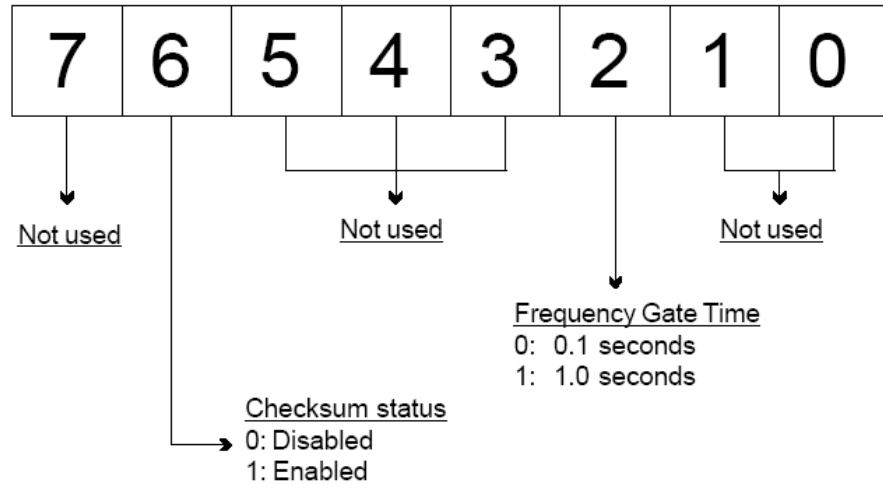 7 6 5 4 3 2 1 0
Not used
Not used
Not used
Frequency Gate Time
0: 0.1 seconds
1: 1.0 seconds
Checksum status
0: Disabled
1: Enabled